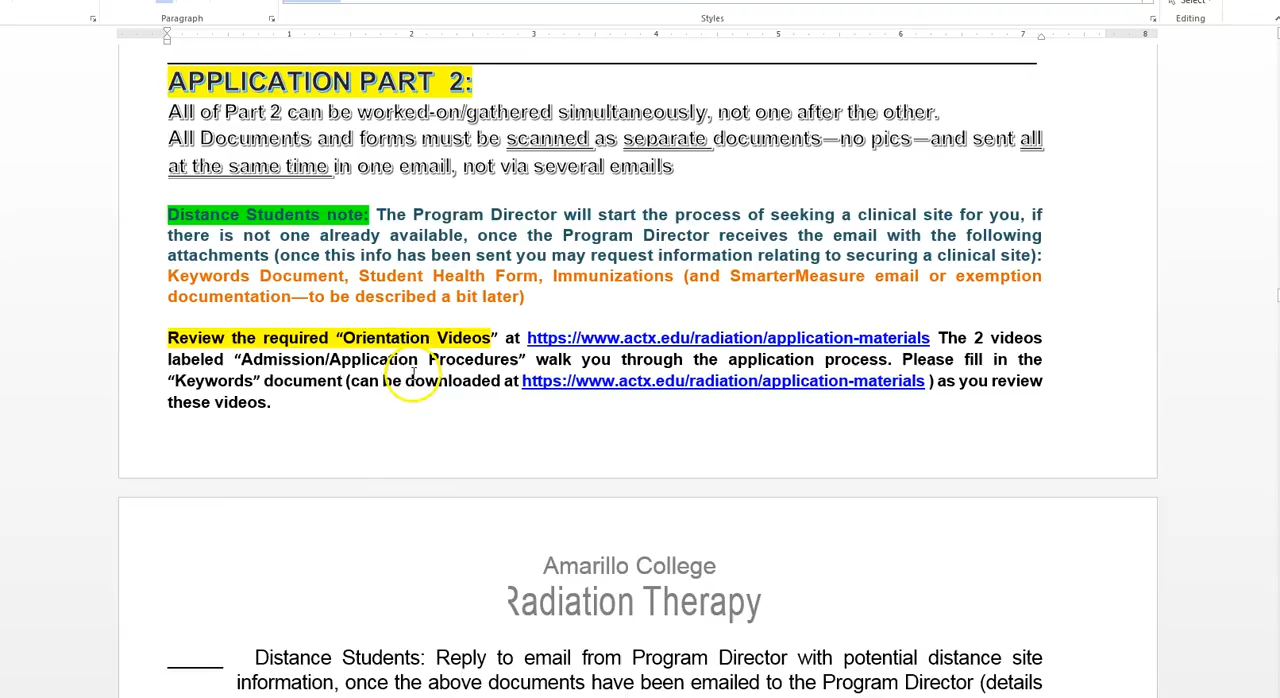 Select
Paragraph
Styles
Editing
1 2 3 4 5 6 7 8
APPLICATION PART 2:
All of Part 2 can be worked-on/gathered simultaneously, not one after the other.
All Documents and forms must be scanned as separate documents—no pics—and sent all
at the same time in one email, not via several emails
Distance Students note: The Program Director will start the process of seeking a clinical site for you, if
there is not one already available, once the Program Director receives the email with the following
attachments (once this info has been sent you may request information relating to securing a clinical site):
Keywords Document, Student Health Form, Immunizations (and SmarterMeasure email or exemption
documentation—to be described a bit later)
Review the required “Orientation Videos” at https://www.actx.edu/radiation/application-materials The 2 videos
labeled “Admission/Application Procedures” walk you through the application process. Please fill in the
“Keywords” document (can be downloaded at https://www.actx.edu/radiation/application-materials ) as you review
these videos.
Amarillo College
Radiation Therapy
Distance Students: Reply to email from Program Director with potential distance site
information, once the above documents have been emailed to the Program Director (details